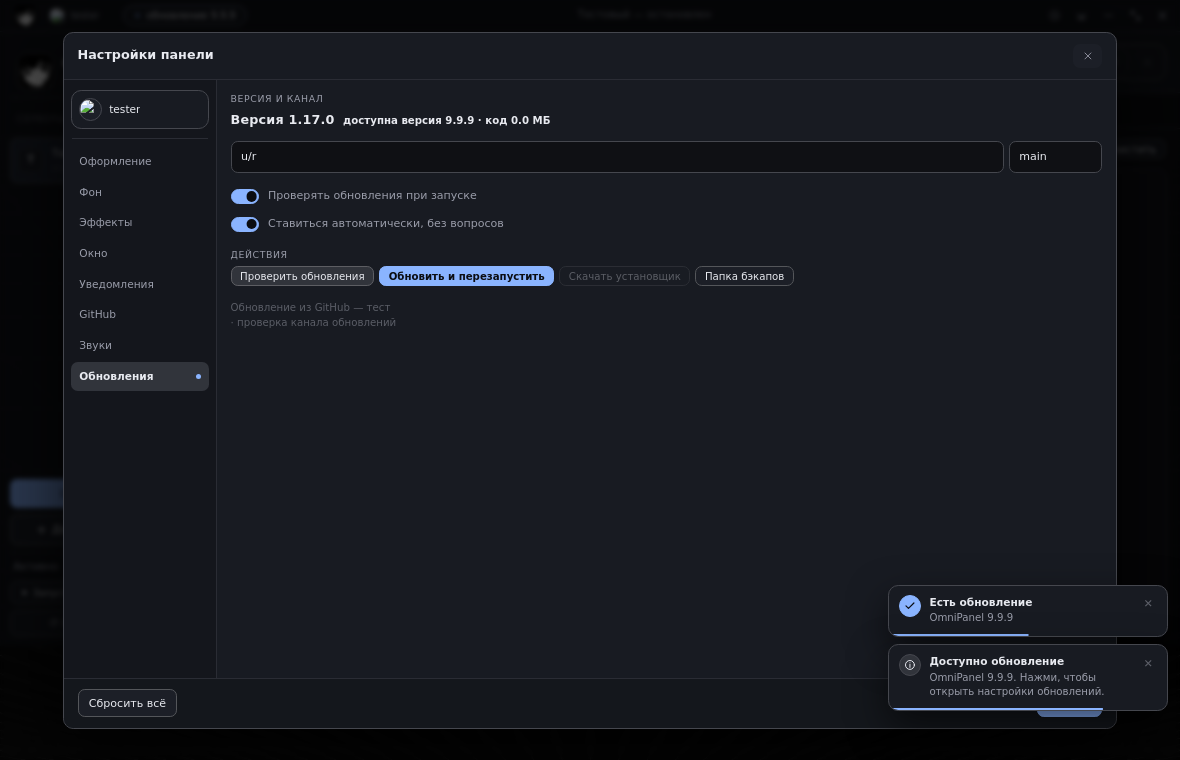 Настройки панели
tester
Оформление
Фон
Эффекты
Окно
Уведомления
GitHub
Звуки
Обновления
ВЕРСИЯ И КАНАЛ
Версия 1.17.0 доступна версия 9.9.9 · код 0.0 МБ
u/r main
Проверять обновления при запуске
Ставиться автоматически, без вопросов
ДЕЙСТВИЯ
Проверить обновления Обновить и перезапустить Скачать установщик Папка бэкапов
Обновление из GitHub — тест
· проверка канала обновлений
Есть обновление
OmniPanel 9.9.9
Доступно обновление
OmniPanel 9.9.9. Нажми, чтобы
открыть настройки обновлений.
Сбросить всё